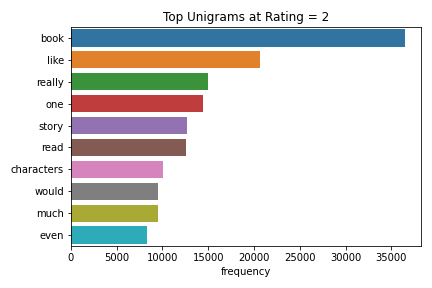 Top Unigrams at Rating = 2
book
like
really
one
story
read
characters
would
much
even
0 5000 10000 15000 20000 25000 30000 35000
frequency